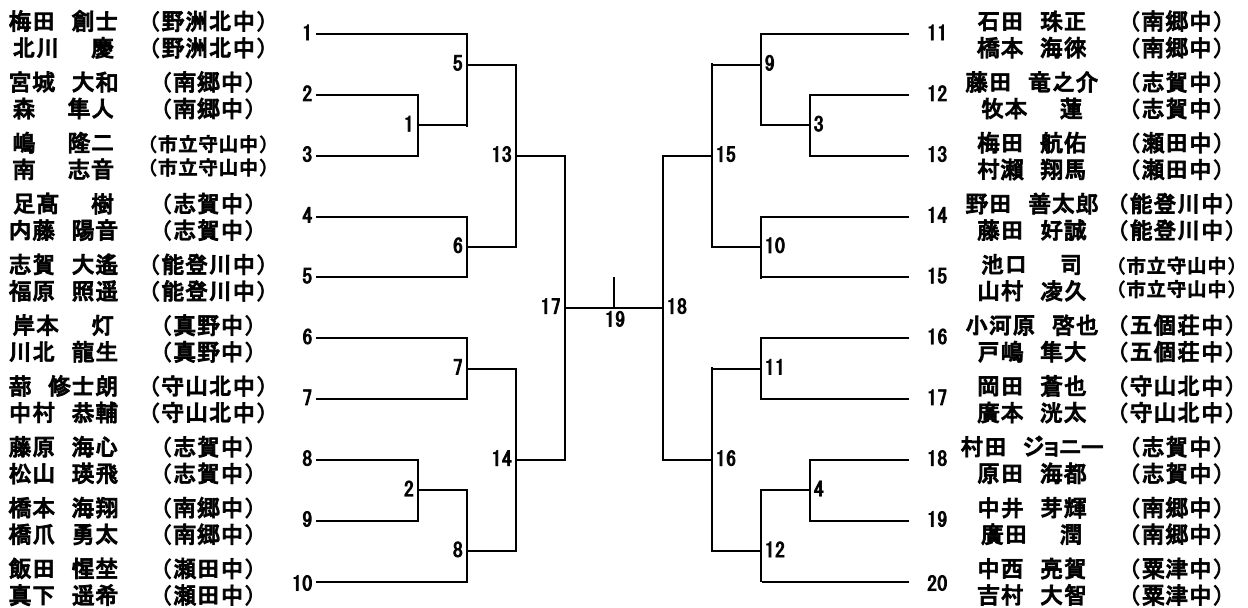 梅田 創士 （野洲北中）
北川 慶 （野洲北中）
1
宮城 大和 （南郷中）
森 隼人 （南郷中）
2
嶋 隆二 （市立守山中）
南 志音 （市立守山中）
3
足髙 樹 （志賀中）
内藤 陽音 （志賀中）
4
志賀 大遙 （能登川中）
福原 照遥 （能登川中）
5
岸本 灯 （真野中）
川北 龍生 （真野中）
6
蔀 修士朗 （守山北中）
中村 恭輔 （守山北中）
7
藤原 海心 （志賀中）
松山 瑛飛 （志賀中）
8
橋本 海翔 （南郷中）
橋爪 勇太 （南郷中）
9
飯田 惺埜 （瀬田中）
真下 遥希 （瀬田中）
10
5
1
13
6
17
7
14
2
8
19
9
3
15
10
18
11
16
4
12
11
石田 珠正 （南郷中）
橋本 海徠 （南郷中）
12
藤田 竜之介 （志賀中）
牧本 蓮 （志賀中）
13
梅田 航佑 （瀬田中）
村瀨 翔馬 （瀬田中）
14
野田 善太郎 （能登川中）
藤田 好誠 （能登川中）
15
池口 司 （市立守山中）
山村 凌久 （市立守山中）
16
小河原 啓也 （五個荘中）
戸嶋 隼大 （五個荘中）
17
岡田 蒼也 （守山北中）
廣本 洸太 （守山北中）
18
村田 ジョニー （志賀中）
原田 海都 （志賀中）
19
中井 芽輝 （南郷中）
廣田 潤 （南郷中）
20
中西 亮賀 （粟津中）
吉村 大智 （粟津中）